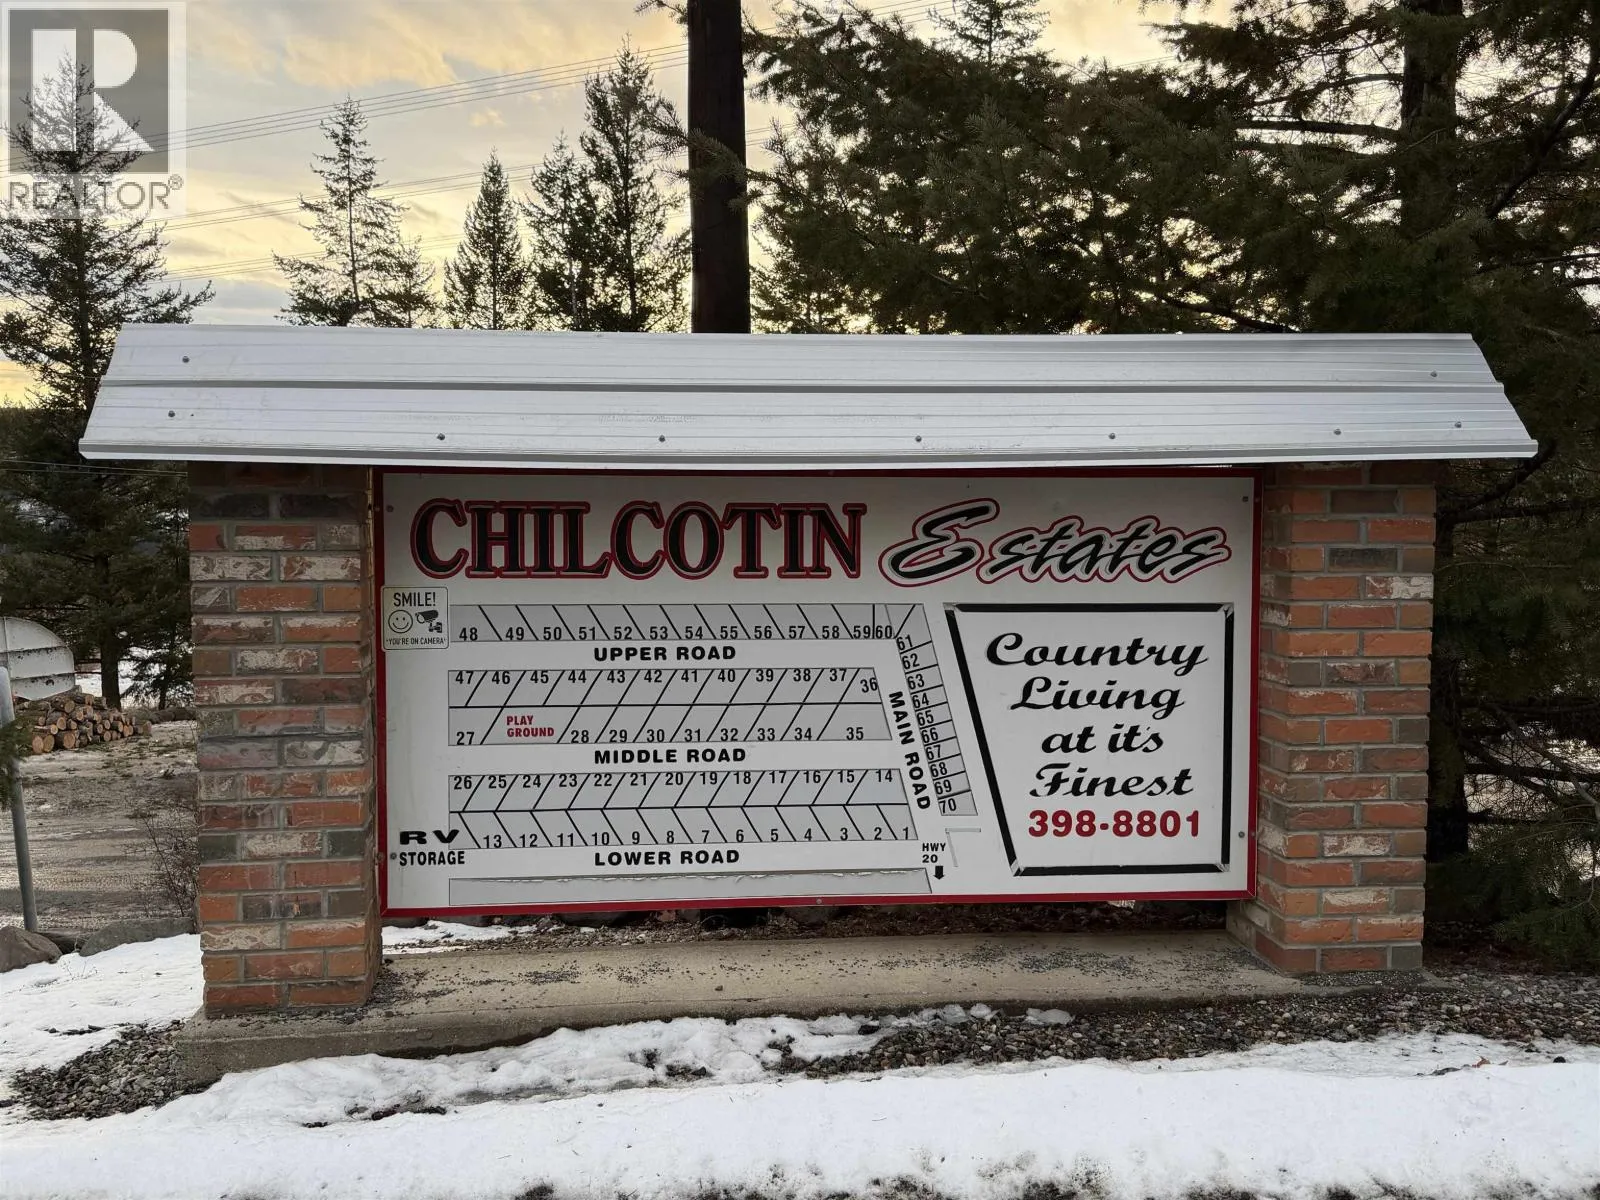 REALTOR®
CHILCOTIN Estates
SMILE!
"YOU'RE ON CAMERA"
48 49 50 51 52 53 54 55 56 57 58 59 60
61
62
63
64
65
66
67
68
69
70
UPPER ROAD
47 46 45 44 43 42 41 40 39 38 37 36
PLAY
GROUND
27 28 29 30 31 32 33 34 35
MIDDLE ROAD
MAIN ROAD
26 25 24 23 22 21 20 19 18 17 16 15 14
13 12 11 10 9 8 7 6 5 4 3 2 1
RV
STORAGE
LOWER ROAD
HWY
20
Country
Living
at it's
Finest
398-8801